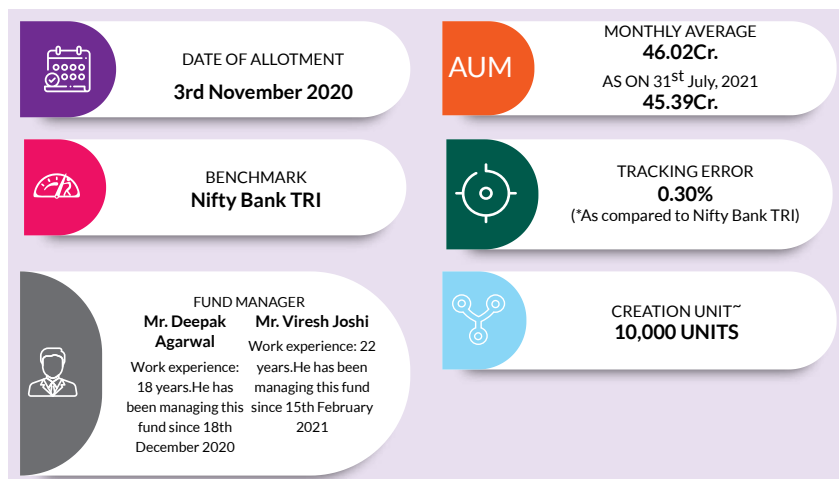 DATE OF ALLOTMENT
3rd November 2020
AUM
MONTHLY AVERAGE
46.02Cr.
AS ON 31st July, 2021
45.39Cr.
BENCHMARK
Nifty Bank TRI
TRACKING ERROR
0.30%
(*As compared to Nifty Bank TRI)
FUND MANAGER
Mr. Deepak
Agarwal
Work experience:
18 years.He has
been managing this
fund since 18th
December 2020
Mr. Viresh Joshi
Work experience: 22
years.He has been
managing this fund
since 15th February
2021
CREATION UNIT~
10,000 UNITS